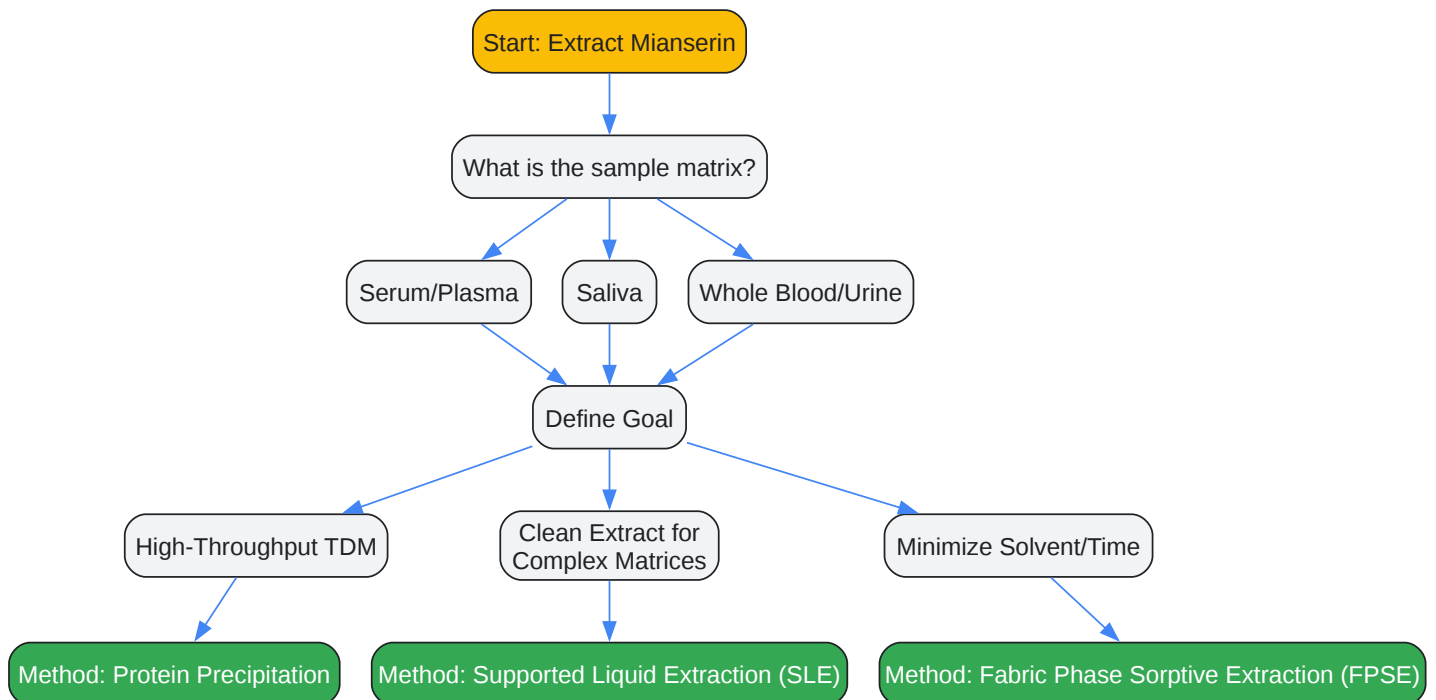 Start: Extract Mianserin
What is the sample matrix?
Serum/Plasma
Saliva
Whole Blood/Urine
Define Goal
High-Throughput TDM
Clean Extract for
Complex Matrices
Minimize Solvent/Time
Method: Protein Precipitation
Method: Supported Liquid Extraction (SLE)
Method: Fabric Phase Sorptive Extraction (FPSE)